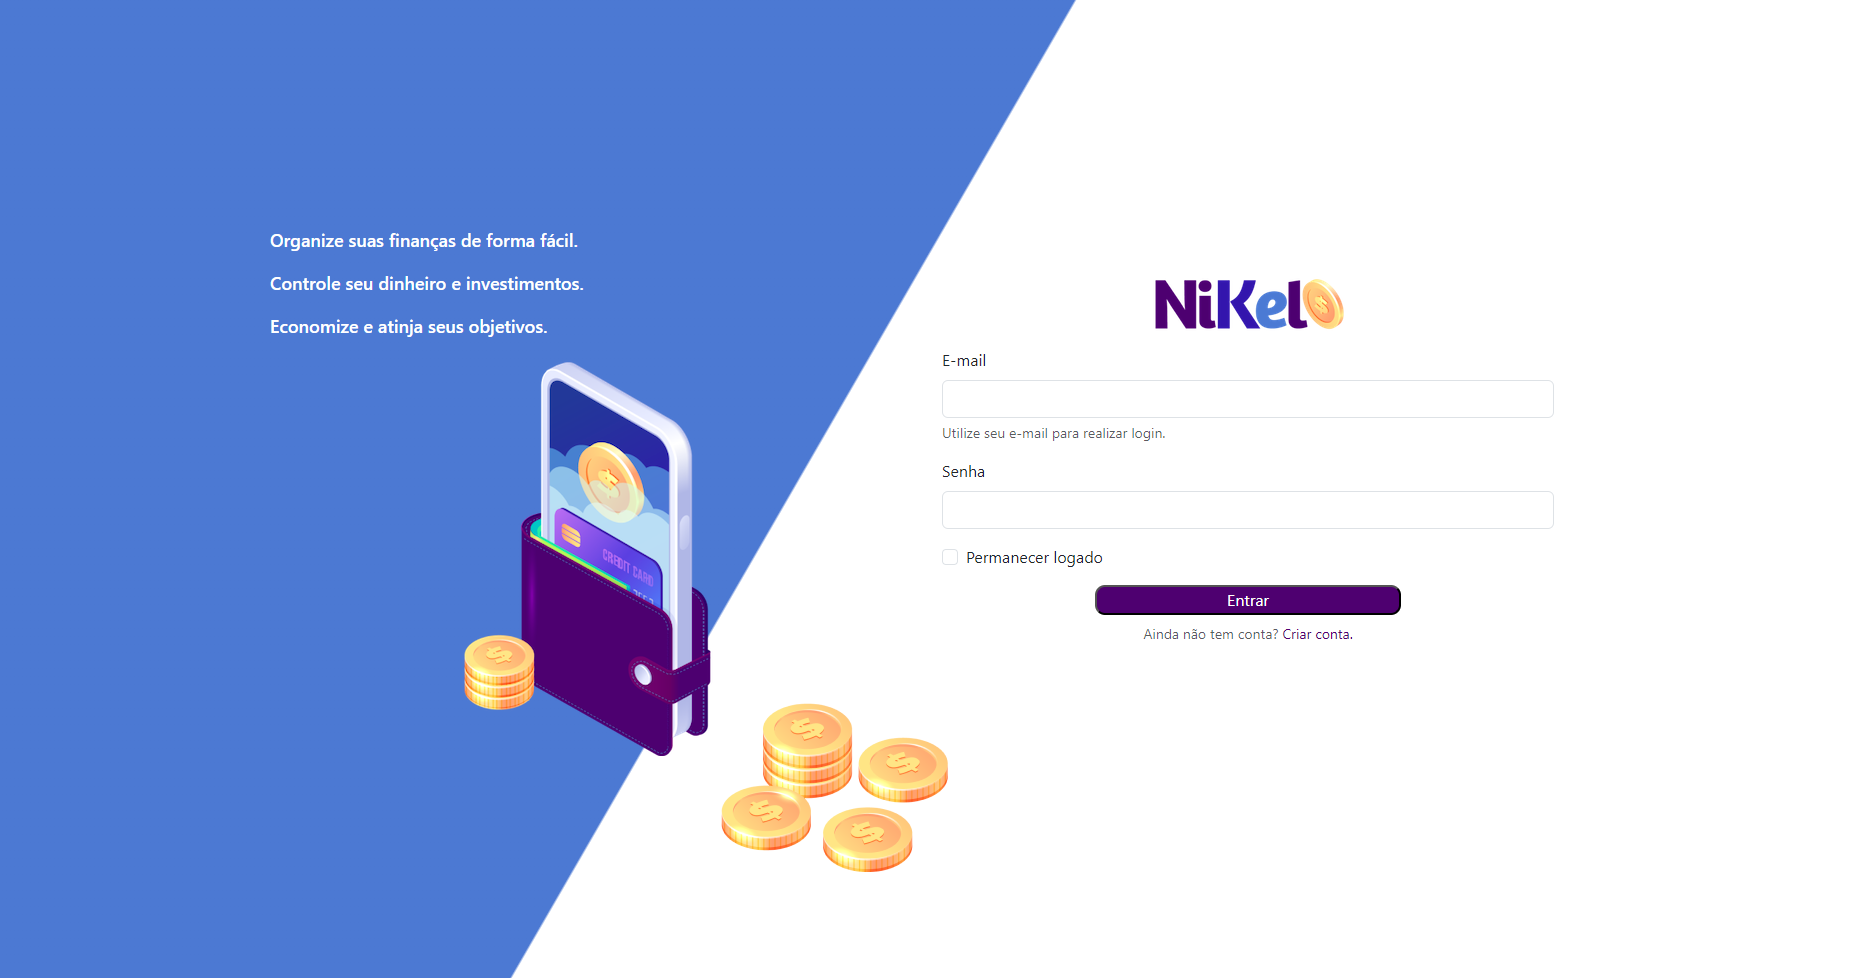 Organize suas finanças de forma fácil.
Controle seu dinheiro e investimentos.
Economize e atinja seus objetivos.
CREDIT CARD
NiKel
E-mail
Utilize seu e-mail para realizar login.
Senha
Permanecer logado
Entrar
Ainda não tem conta? Criar conta.